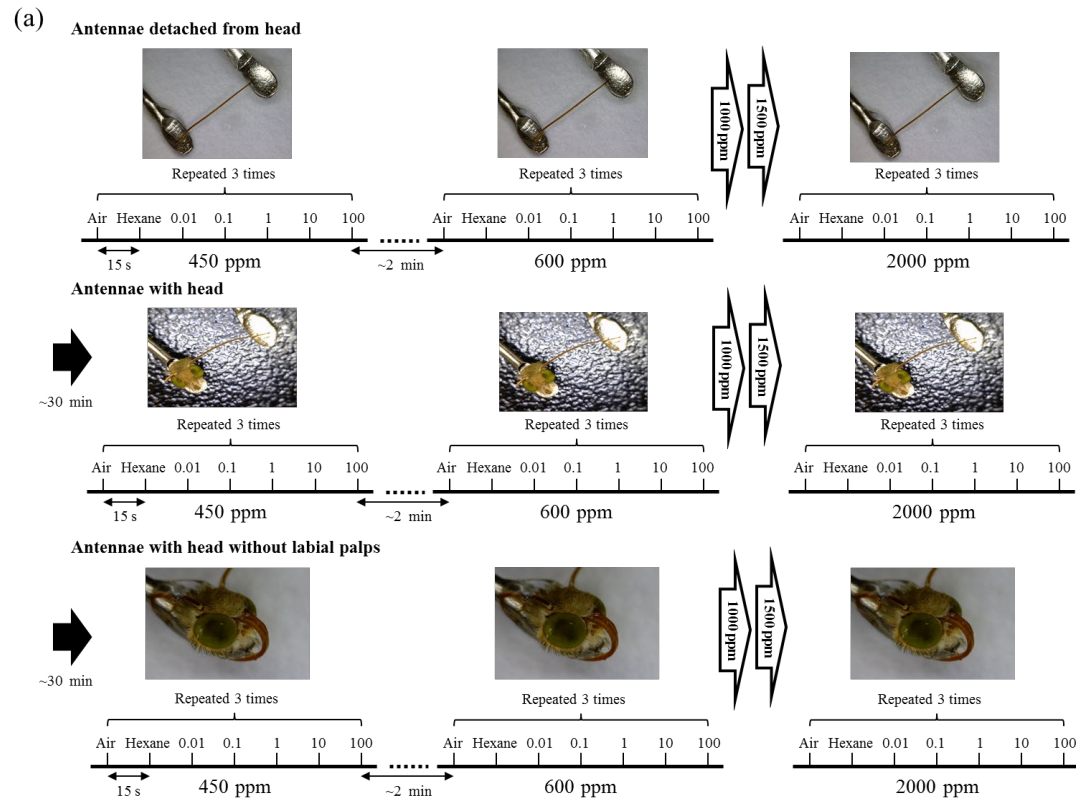 (a)
Antennae detached from head
1000 ppm
1500 ppm
Repeated 3 times
Repeated 3 times
Repeated 3 times
Air Hexane 0.01 0.1 1 10 100
Air Hexane 0.01 0.1 1 10 100
Air Hexane 0.01 0.1 1 10 100
15 s
450 ppm
~2 min
600 ppm
2000 ppm
Antennae with head
~30 min
1000 ppm
1500 ppm
Repeated 3 times
Repeated 3 times
Repeated 3 times
Air Hexane 0.01 0.1 1 10 100
Air Hexane 0.01 0.1 1 10 100
Air Hexane 0.01 0.1 1 10 100
15 s
450 ppm
~2 min
600 ppm
2000 ppm
Antennae with head without labial palps
~30 min
1000 ppm
1500 ppm
Repeated 3 times
Repeated 3 times
Repeated 3 times
Air Hexane 0.01 0.1 1 10 100
Air Hexane 0.01 0.1 1 10 100
Air Hexane 0.01 0.1 1 10 100
15 s
450 ppm
~2 min
600 ppm
2000 ppm